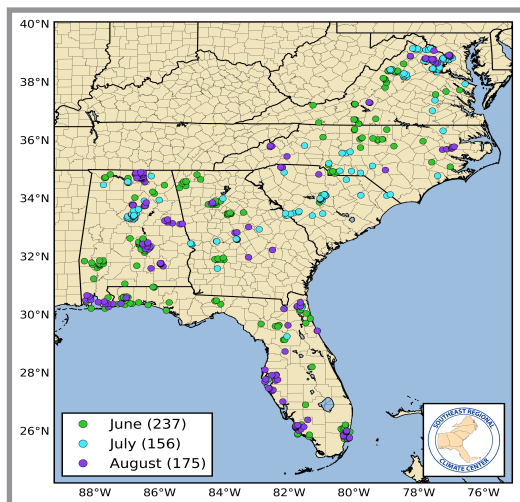 40°N
38°N
36°N
34°N
32°N
30°N
28°N
26°N
June (237)
July (156)
August (175)
SOUTHEAST REGIONAL
CLIMATE CENTER
88°W 86°W 84°W 82°W 80°W 78°W 76°W